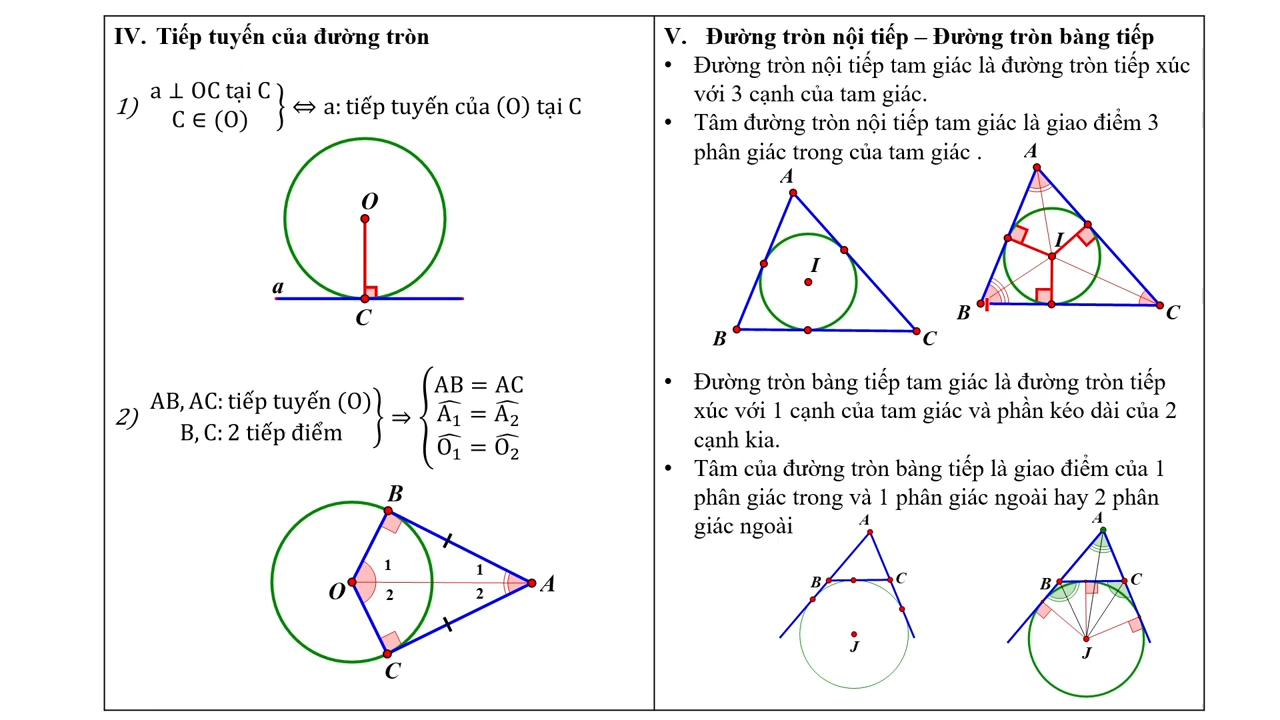 IV. Tiếp tuyến của đường tròn
1) a ⊥ OC tại C
C ∈ (O) } ⇔ a: tiếp tuyến của (O) tại C
O
a
C
2) AB, AC: tiếp tuyến (O)
B, C: 2 tiếp điểm } ⇒ { AB = AC
Â₁ = Â₂
Ô₁ = Ô₂
B
1 1
O 2 2 A
C
V. Đường tròn nội tiếp – Đường tròn bàng tiếp
• Đường tròn nội tiếp tam giác là đường tròn tiếp xúc
với 3 cạnh của tam giác.
• Tâm đường tròn nội tiếp tam giác là giao điểm 3
phân giác trong của tam giác .
A
I
B C
A
I
B C
• Đường tròn bàng tiếp tam giác là đường tròn tiếp
xúc với 1 cạnh của tam giác và phần kéo dài của 2
cạnh kia.
• Tâm của đường tròn bàng tiếp là giao điểm của 1
phân giác trong và 1 phân giác ngoài hay 2 phân
giác ngoài
A
B C
J
A
B C
J